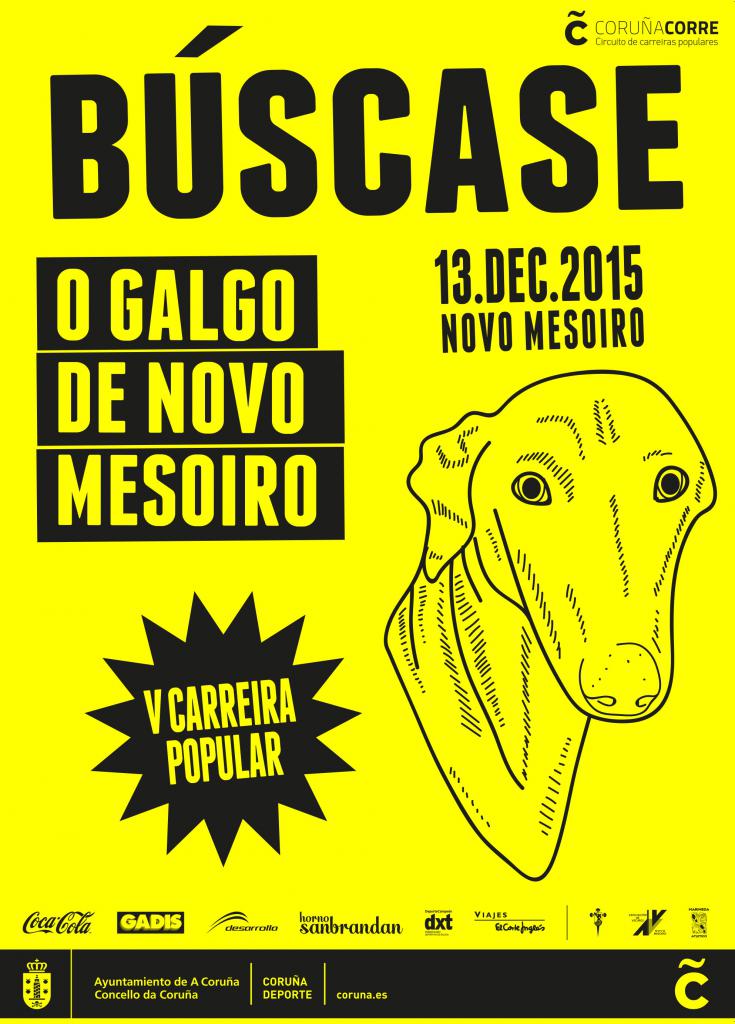 c̃ CORUÑACORRE
Circuito de carreiras populares
BÚSCASE
O GALGO
DE NOVO
MESOIRO
13.DEC.2015
NOVO MESOIRO
V CARREIRA
POPULAR
Coca-Cola
GADIS
desarrollo
horno
sanbrandan
dxt
VIAJES
El Corte Inglés
Ayuntamiento de A Coruña
Concello da Coruña
CORUÑA
DEPORTE
coruna.es
c̃